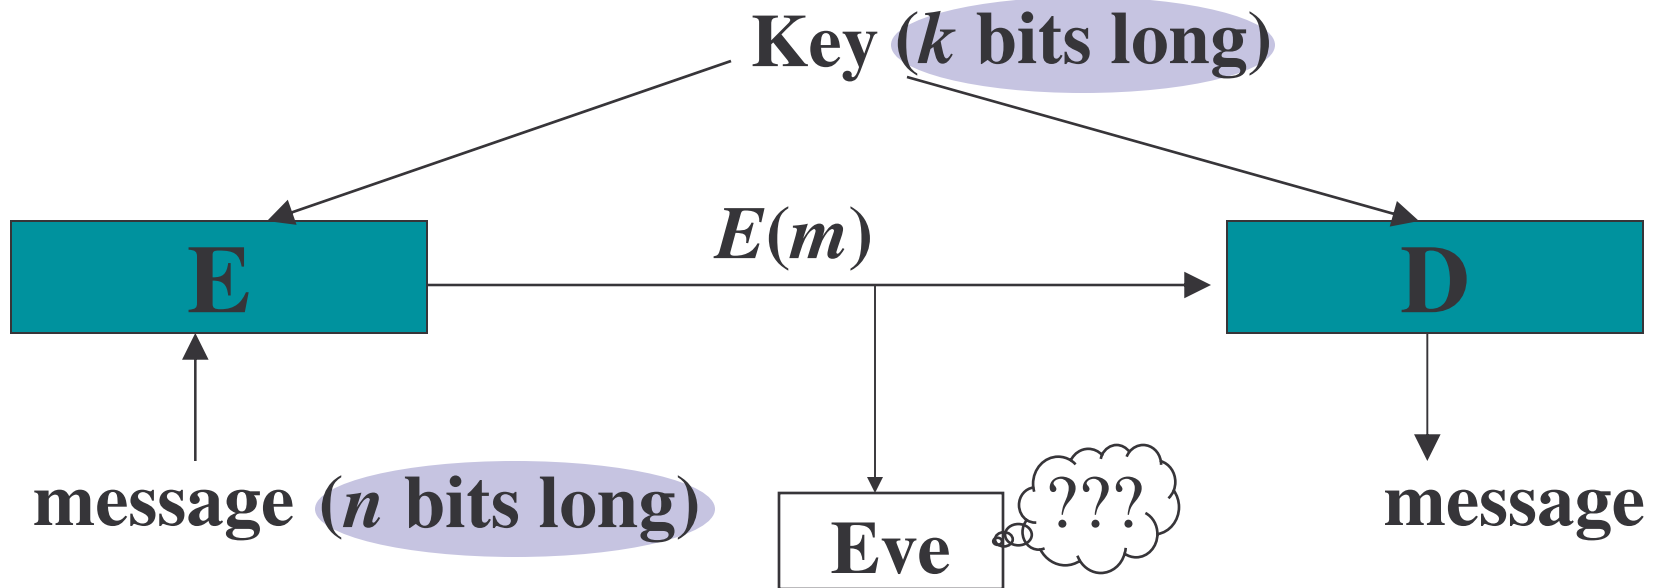 Key (k bits long)
E(m)
E
D
message (n bits long)
???
message
Eve